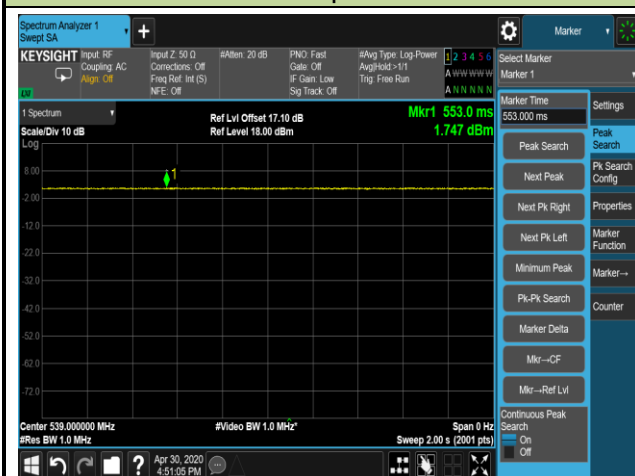 Spectrum Analyzer 1
Swept SA
Marker
KEYSIGHT
Input: RF
Coupling: AC
Align: Off
Input Z: 50 Ω
Corrections: Off
Freq Ref: Int (S)
NFE: Off
#Atten: 20 dB
PNO: Fast
Gate: Off
IF Gain: Low
Sig Track: Off
#Avg Type: Log-Power
Avg|Hold:>1/1
Trig: Free Run
1 2 3 4 5 6
A W W W W W
A N N N N N
Select Marker
Marker 1
1 Spectrum
Scale/Div 10 dB
Log
Ref Lvl Offset 17.10 dB
Ref Level 18.00 dBm
Mkr1 553.0 ms
1.747 dBm
Marker Time
553.000 ms
Peak Search
Next Peak
Next Pk Right
Next Pk Left
Minimum Peak
Pk-Pk Search
Marker Delta
Mkr→CF
Mkr→Ref Lvl
Continuous Peak
Search
On
Off
Settings
Peak
Search
Pk Search
Config
Properties
Marker
Function
Marker→
Counter
8.00
1
-2.00
-12.0
-22.0
-32.0
-42.0
-52.0
-62.0
-72.0
Center 539.000000 MHz
#Res BW 1.0 MHz
#Video BW 1.0 MHz*
Span 0 Hz
Sweep 2.00 s (2001 pts)
Apr 30, 2020
4:51:05 PM